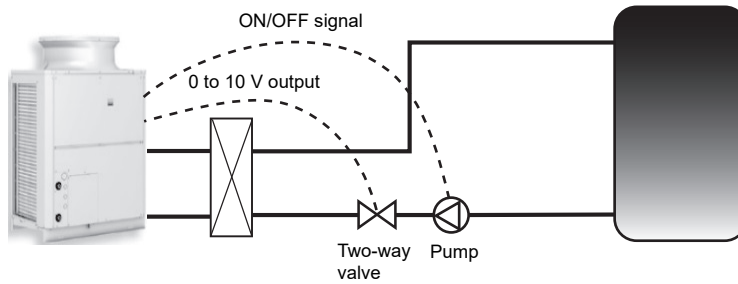 ON/OFF signal
0 to 10 V output
Two-way
valve
Pump